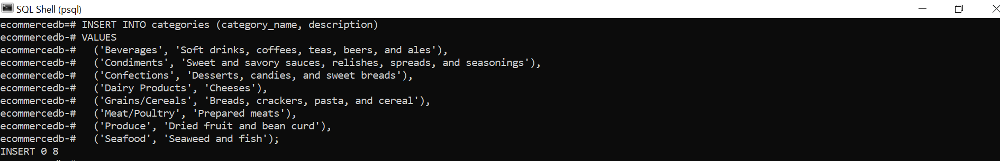 SQL Shell (psql)
ecommercedb=# INSERT INTO categories (category_name, description)
ecommercedb-# VALUES
ecommercedb-#   ('Beverages', 'Soft drinks, coffees, teas, beers, and ales'),
ecommercedb-#   ('Condiments', 'Sweet and savory sauces, relishes, spreads, and seasonings'),
ecommercedb-#   ('Confections', 'Desserts, candies, and sweet breads'),
ecommercedb-#   ('Dairy Products', 'Cheeses'),
ecommercedb-#   ('Grains/Cereals', 'Breads, crackers, pasta, and cereal'),
ecommercedb-#   ('Meat/Poultry', 'Prepared meats'),
ecommercedb-#   ('Produce', 'Dried fruit and bean curd'),
ecommercedb-#   ('Seafood', 'Seaweed and fish');
INSERT 0 8